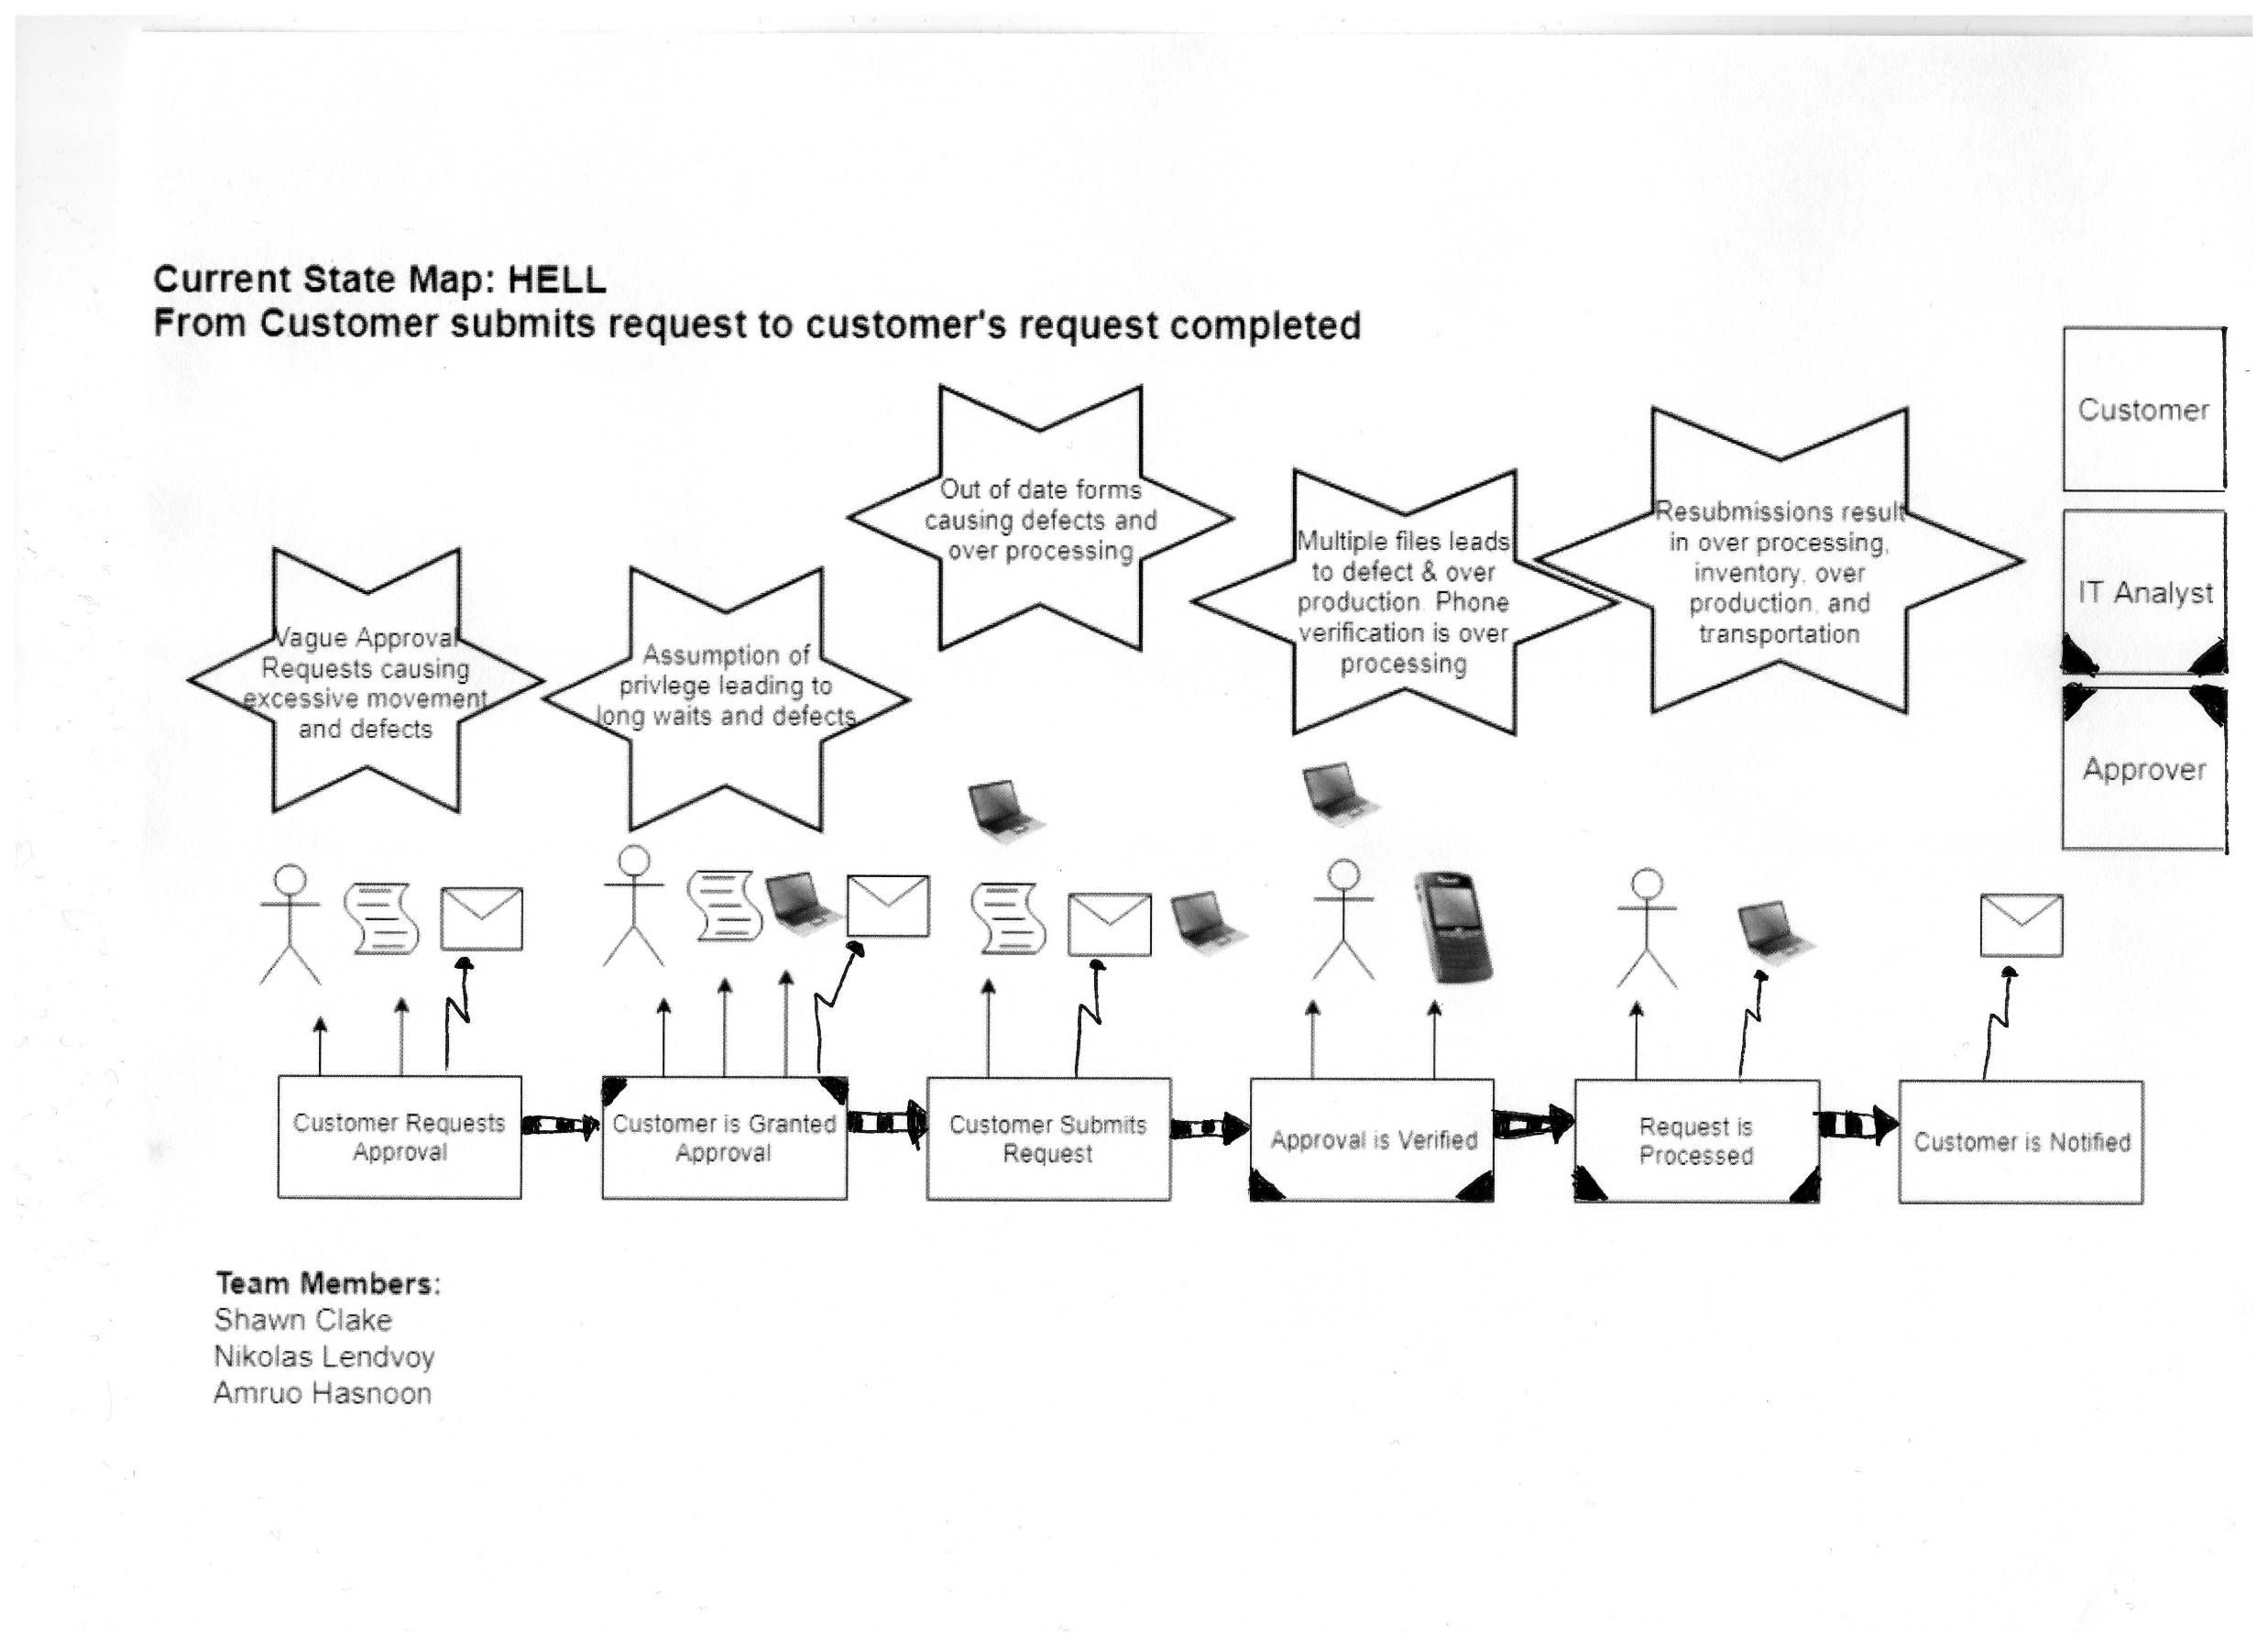 Current State Map: HELL
From Customer submits request to customer's request completed
Vague Approval
Requests causing
excessive movement
and defects
Assumption of
privlege leading to
long waits and defects
Out of date forms
causing defects and
over processing
Multiple files leads
to defect & over
production. Phone
verification is over
processing
Resubmissions result
in over processing,
inventory, over
production, and
transportation
Customer
IT Analyst
Approver
Customer Requests
Approval
Customer is Granted
Approval
Customer Submits
Request
Approval is Verified
Request is
Processed
Customer is Notified
Team Members:
Shawn Clake
Nikolas Lendvoy
Amruo Hasnoon